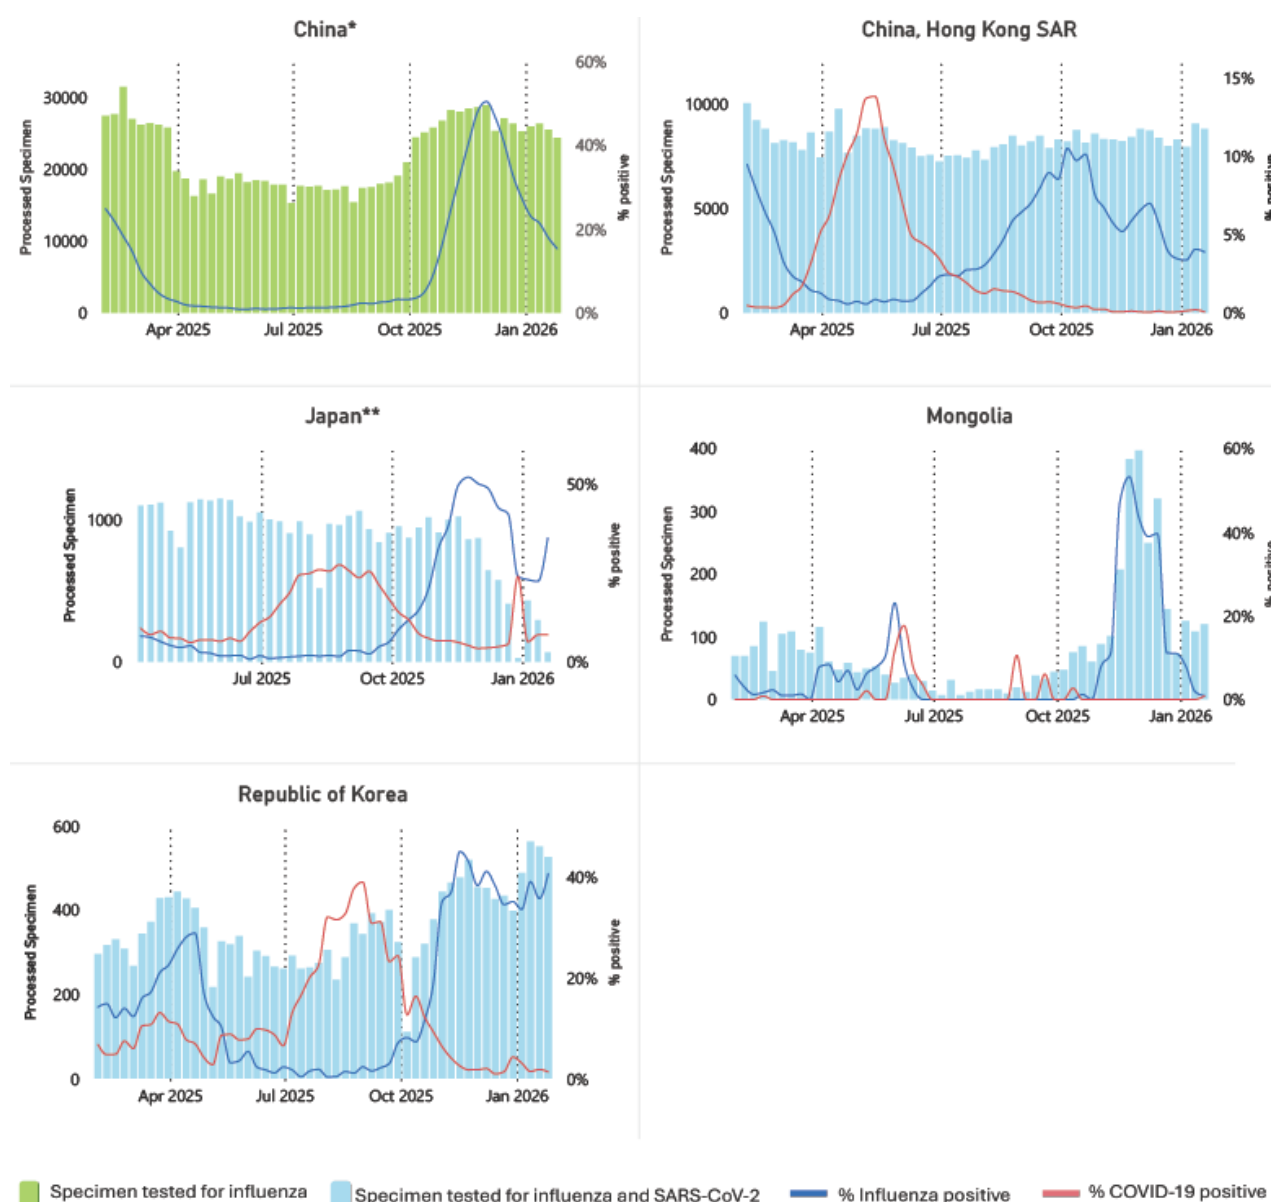 China*
60%
30000
40%
20000
20%
10000
0
0%
Processed Specimen
% positive
Apr 2025 Jul 2025 Oct 2025 Jan 2026
China, Hong Kong SAR
15%
10000
10%
5000
5%
0
0%
Processed Specimen
% positive
Apr 2025 Jul 2025 Oct 2025 Jan 2026
Japan**
50%
1000
0
0%
Processed Specimen
% positive
Jul 2025 Oct 2025 Jan 2026
Mongolia
400
60%
300
40%
200
20%
100
0
0%
Processed Specimen
% positive
Apr 2025 Jul 2025 Oct 2025 Jan 2026
Republic of Korea
600
40%
400
20%
200
0
0%
Processed Specimen
% positive
Apr 2025 Jul 2025 Oct 2025 Jan 2026
Specimen tested for influenza
Specimen tested for influenza and SARS-CoV-2
% Influenza positive
% COVID-19 positive